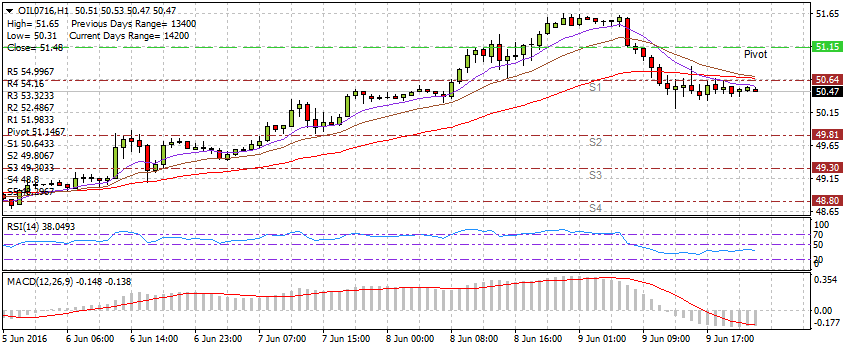 OIL0716,H1 50.51 50.53 50.47 50.47
High= 51.65 Previous Days Range= 13400
Low= 50.31 Current Days Range= 14200
Close= 51.48
R5 54.9967
R4 54.16
R3 53.3233
R2 52.4867
R1 51.9833
Pivot 51.1467
S1 50.6433
S2 49.8067
S3 49.3033
S4 48.8
Pivot
S1
S2
S3
S4
51.65
51.15
50.64
50.47
50.15
49.81
49.65
49.30
49.15
48.80
48.65
RSI(14) 38.0493
100
70
50
20
0
MACD(12,26,9) -0.148 -0.138
0.354
0.00
-0.177
5 Jun 2016
6 Jun 06:00
6 Jun 14:00
6 Jun 23:00
7 Jun 07:00
7 Jun 15:00
8 Jun 00:00
8 Jun 08:00
8 Jun 16:00
9 Jun 01:00
9 Jun 09:00
9 Jun 17:00